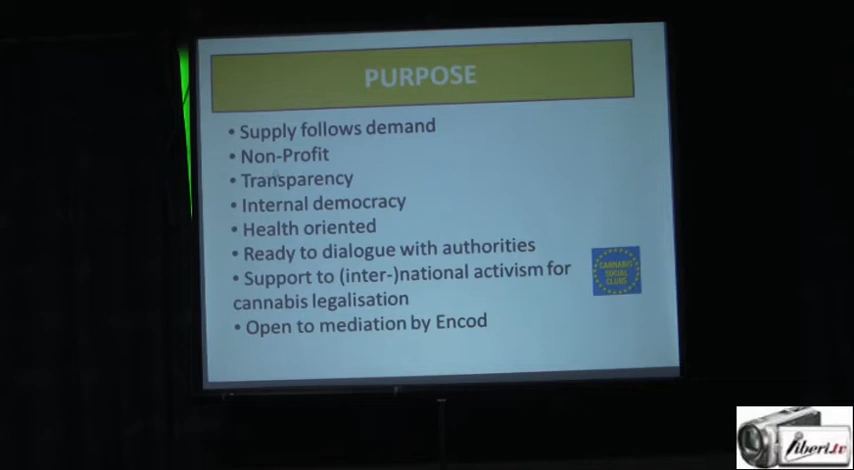 PURPOSE
• Supply follows demand
• Non-Profit
• Transparency
• Internal democracy
• Health oriented
• Ready to dialogue with authorities
• Support to (inter-)national activism for
cannabis legalisation
• Open to mediation by Encod
CANNABIS
SOCIAL
CLUBS
liberi.tv